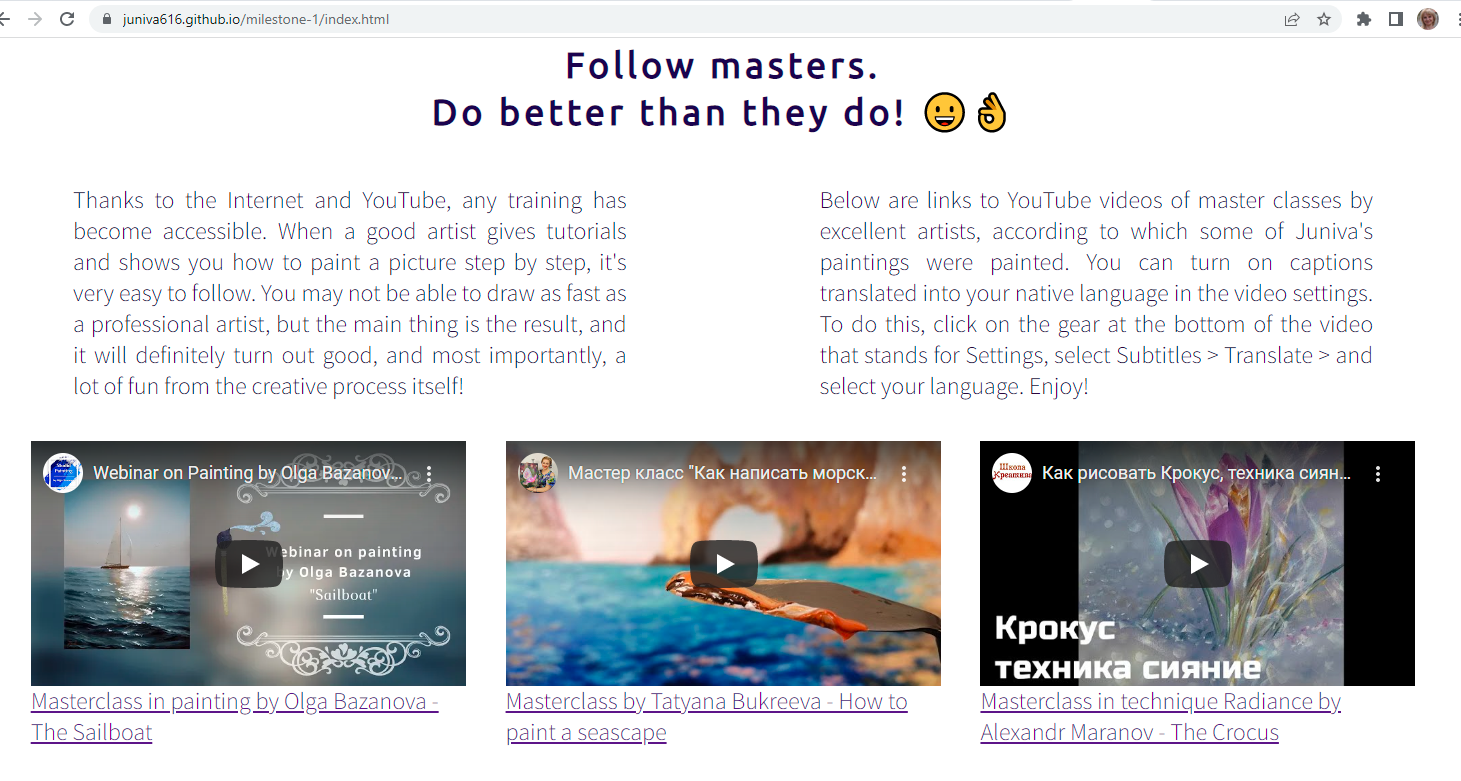 juniva616.github.io/milestone-1/index.html
Follow masters.
Do better than they do! 😀👌
Thanks to the Internet and YouTube, any training has
become accessible. When a good artist gives tutorials
and shows you how to paint a picture step by step, it's
very easy to follow. You may not be able to draw as fast as
a professional artist, but the main thing is the result, and
it will definitely turn out good, and most importantly, a
lot of fun from the creative process itself!
Below are links to YouTube videos of master classes by
excellent artists, according to which some of Juniva's
paintings were painted. You can turn on captions
translated into your native language in the video settings.
To do this, click on the gear at the bottom of the video
that stands for Settings, select Subtitles > Translate > and
select your language. Enjoy!
Webinar on Painting by Olga Bazanov...
Webinar on painting
by Olga Bazanova
"Sailboat"
Masterclass in painting by Olga Bazanova -
The Sailboat
Мастер класс "Как написать морск...
Masterclass by Tatyana Bukreeva - How to
paint a seascape
Школа
Креатива
Как рисовать Крокус, техника сиян...
Крокус
техника сияние
Masterclass in technique Radiance by
Alexandr Maranov - The Crocus